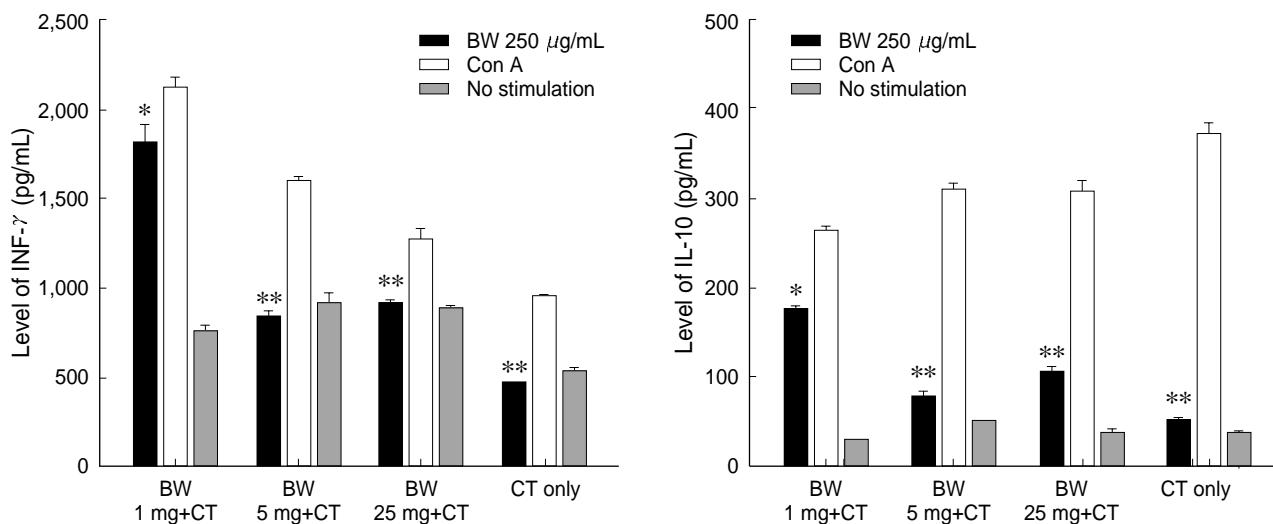 Level of INF-γ (pg/mL)
2,500
2,000
1,500
1,000
500
0
BW 250 μg/mL
Con A
No stimulation
*
**
**
**
BW
1 mg+CT
BW
5 mg+CT
BW
25 mg+CT
CT only
Level of IL-10 (pg/mL)
500
400
300
200
100
0
BW 250 μg/mL
Con A
No stimulation
*
**
**
**
BW
1 mg+CT
BW
5 mg+CT
BW
25 mg+CT
CT only